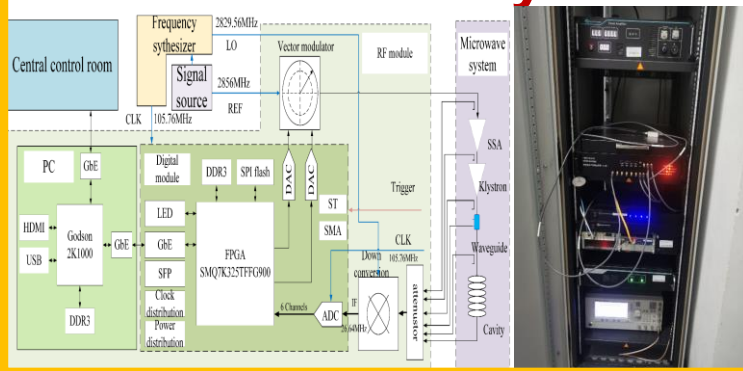 Central control room
Frequency
sythesizer
2829.56MHz
LO
Signal
source
2856MHz
REF
CLK
105.76MHz
Vector modulator
RF module
Microwave
system
SSA
Klystron
Waveguide
Cavity
PC
GbE
HDMI
USB
Godson
2K1000
GbE
DDR3
Digital
module
DDR3
SPI flash
LED
GbE
SFP
Clock
distribution
Power
distribution
FPGA
SMQ7K325TFFG900
DAC
DAC
ST
SMA
Trigger
CLK
105.76MHz
Down
conversion
6 Channels
ADC
IF
26.64MHz
attenustor